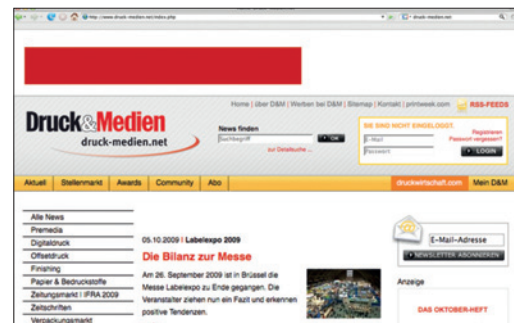 http://www.druck-medien.net/index.php
druck-medien.net
Home | über D&M | Werben bei D&M | Sitemap | Kontakt | printweek.com
RSS-FEEDS
Druck&Medien
druck-medien.net
News finden
Suchbegriff
OK
zur Detailsuche ...
SIE SIND NICHT EINGELOGGT.
E-Mail
Passwort
Registrieren
Passwort vergessen?
LOGIN
Aktuell
Stellenmarkt
Awards
Community
Abo
druckwirtschaft.com
Mein D&M
Alle News
Premedia
Digitaldruck
Offsetdruck
Finishing
Papier & Bedruckstoffe
Zeitungsmarkt | IFRA 2009
Zeitschriften
Verpackungsmarkt
05.10.2009 | Labelexpo 2009
Die Bilanz zur Messe
Am 26. September 2009 ist in Brüssel die
Messe Labelexpo zu Ende gegangen. Die
Veranstalter ziehen nun ein Fazit und erkennen
positive Tendenzen.
E-Mail-Adresse
NEWSLETTER ABONNIEREN
Anzeige
DAS OKTOBER-HEFT